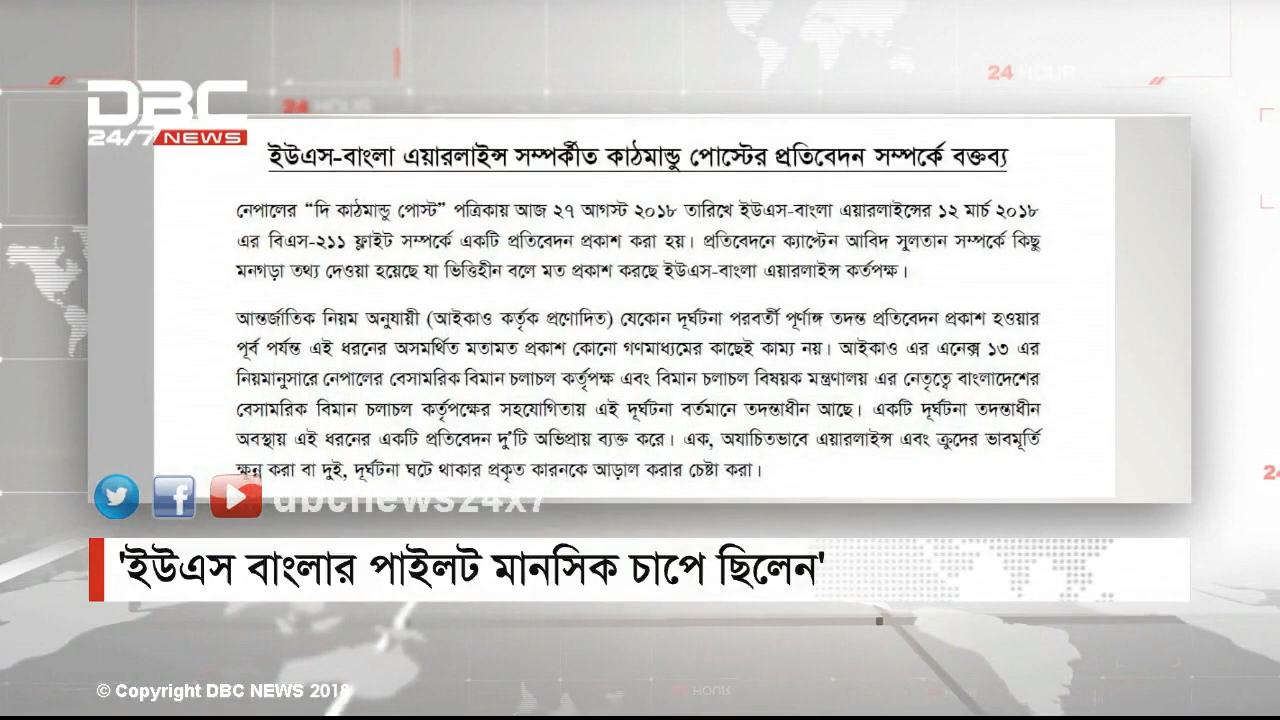 24 HOUR
24 HOUR
DBC
24/7 NEWS
ইউএস-বাংলা এয়ারলাইন্স সম্পর্কীত কাঠমান্ডু পোস্টের প্রতিবেদন সম্পর্কে বক্তব্য
নেপালের “দি কাঠমান্ডু পোস্ট” পত্রিকায় আজ ২৭ আগস্ট ২০১৮ তারিখে ইউএস-বাংলা এয়ারলাইন্সের ১২ মার্চ ২০১৮
এর বিএস-২১১ ফ্লাইট সম্পর্কে একটি প্রতিবেদন প্রকাশ করা হয়। প্রতিবেদনে ক্যাপ্টেন আবিদ সুলতান সম্পর্কে কিছু
মনগড়া তথ্য দেওয়া হয়েছে যা ভিত্তিহীন বলে মত প্রকাশ করছে ইউএস-বাংলা এয়ারলাইন্স কর্তপক্ষ।
আন্তর্জাতিক নিয়ম অনুযায়ী (আইকাও কর্তৃক প্রণোদিত) যেকোন দূর্ঘটনা পরবর্তী পূর্ণাঙ্গ তদন্ত প্রতিবেদন প্রকাশ হওয়ার
পূর্ব পর্যন্ত এই ধরনের অসমর্থিত মতামত প্রকাশ কোনো গণমাধ্যমের কাছেই কাম্য নয়। আইকাও এর এনেক্স ১৩ এর
নিয়মানুসারে নেপালের বেসামরিক বিমান চলাচল কর্তৃপক্ষ এবং বিমান চলাচল বিষয়ক মন্ত্রণালয় এর নেতৃত্বে বাংলাদেশের
বেসামরিক বিমান চলাচল কর্তৃপক্ষের সহযোগিতায় এই দূর্ঘটনা বর্তমানে তদন্তাধীন আছে। একটি দূর্ঘটনা তদন্তাধীন
অবস্থায় এই ধরনের একটি প্রতিবেদন দু’টি অভিপ্রায় ব্যক্ত করে। এক, অযাচিতভাবে এয়ারলাইন্স এবং ক্রুদের ভাবমূর্তি
ক্ষুন্ন করা বা দুই, দূর্ঘটনা ঘটে থাকার প্রকৃত কারনকে আড়াল করার চেষ্টা করা।
dbcnews24x7
'ইউএস বাংলার পাইলট মানসিক চাপে ছিলেন'
© Copyright DBC NEWS 2018